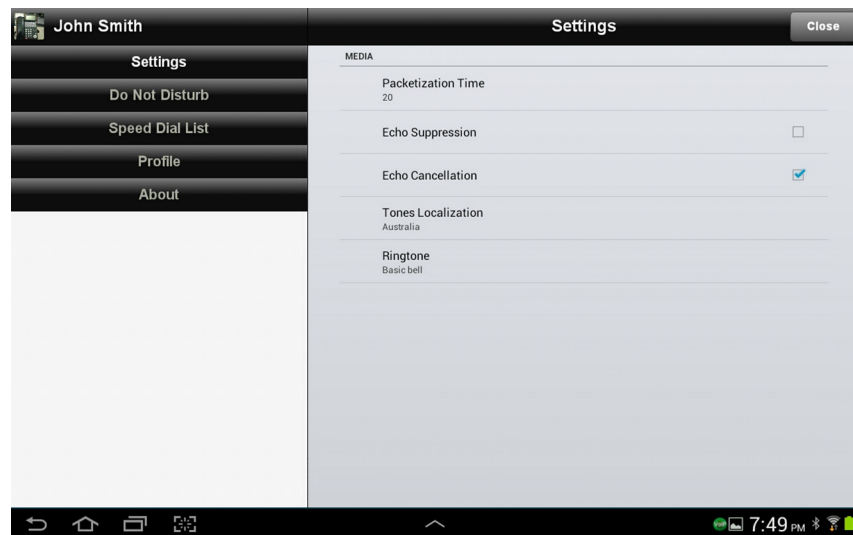 John Smith
Settings
Close
Settings
Do Not Disturb
Speed Dial List
Profile
About
MEDIA
Packetization Time
20
Echo Suppression
Echo Cancellation
Tones Localization
Australia
Ringtone
Basic bell
7:49 PM